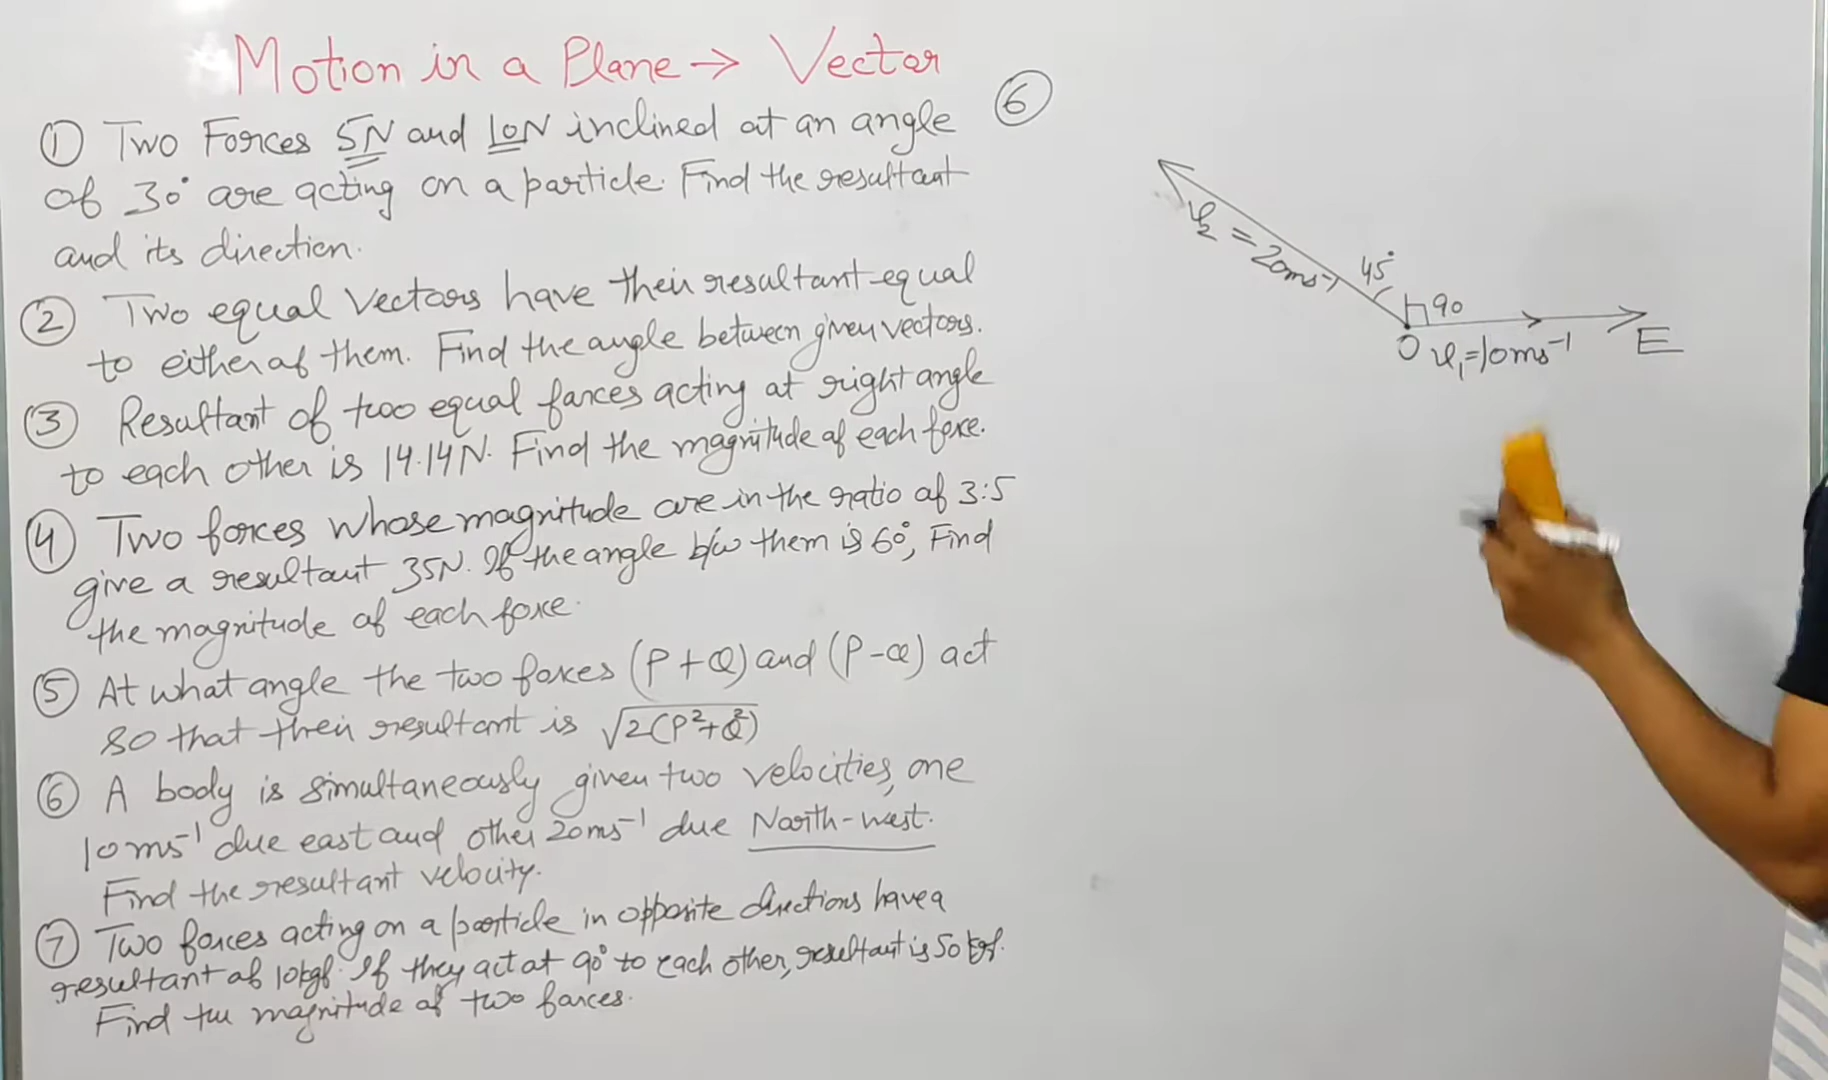 Motion in a Plane → Vector
① Two Forces 5N and 10N inclined at an angle
of 30° are acting on a particle. Find the resultant
and its direction.
② Two equal vectors have their resultant equal
to either of them. Find the angle between given vectors.
③ Resultant of two equal forces acting at right angle
to each other is 14.14N. Find the magnitude of each force.
④ Two forces whose magnitude are in the ratio of 3:5
give a resultant 35N. If the angle b/w them is 60°, Find
the magnitude of each force.
⑤ At what angle the two forces (P+Q) and (P-Q) act
so that their resultant is √2(P²+Q²)
⑥ A body is simultaneously given two velocities, one
10ms⁻¹ due east and other 20ms⁻¹ due North-west.
Find the resultant velocity.
⑦ Two forces acting on a particle in opposite directions have a
resultant of 10kgf. If they act at 90° to each other, resultant is 50 kgf.
Find the magnitude of two forces.
⑥
v₂ = 20ms⁻¹
45°
90
O v₁=10ms⁻¹
E